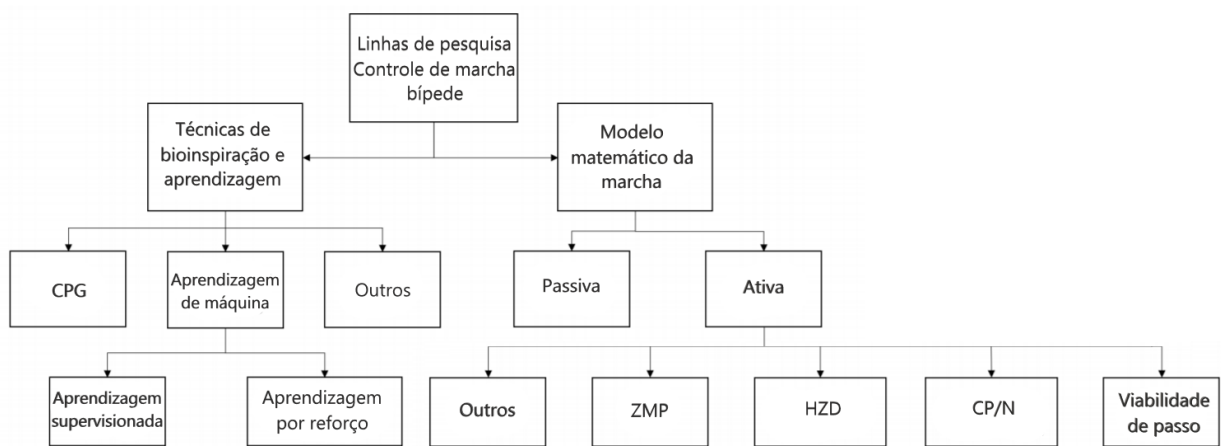 Linhas de pesquisa
Controle de marcha
bípede
Técnicas de
bioinspiração e
aprendizagem
Modelo
matemático da
marcha
CPG
Aprendizagem
de máquina
Outros
Passiva
Ativa
Aprendizagem
supervisionada
Aprendizagem
por reforço
Outros
ZMP
HZD
CP/N
Viabilidade
de passo